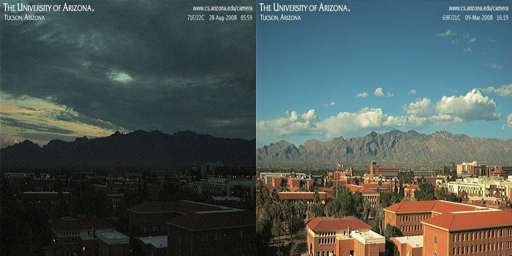 THE UNIVERSITY OF ARIZONA.
TUCSON, ARIZONA
www.cs.arizona.edu/camera
71F/22C 28-Aug-2008 05:59
THE UNIVERSITY OF ARIZONA.
TUCSON, ARIZONA
www.cs.arizona.edu/camera
69F/21C 09-Mar-2008 16:19